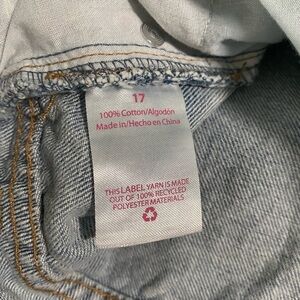 17
100% Cotton/Algodón
Made in/Hecho en China
THIS LABEL YARN IS MADE
OUT OF 100% RECYCLED
POLYESTER MATERIALS